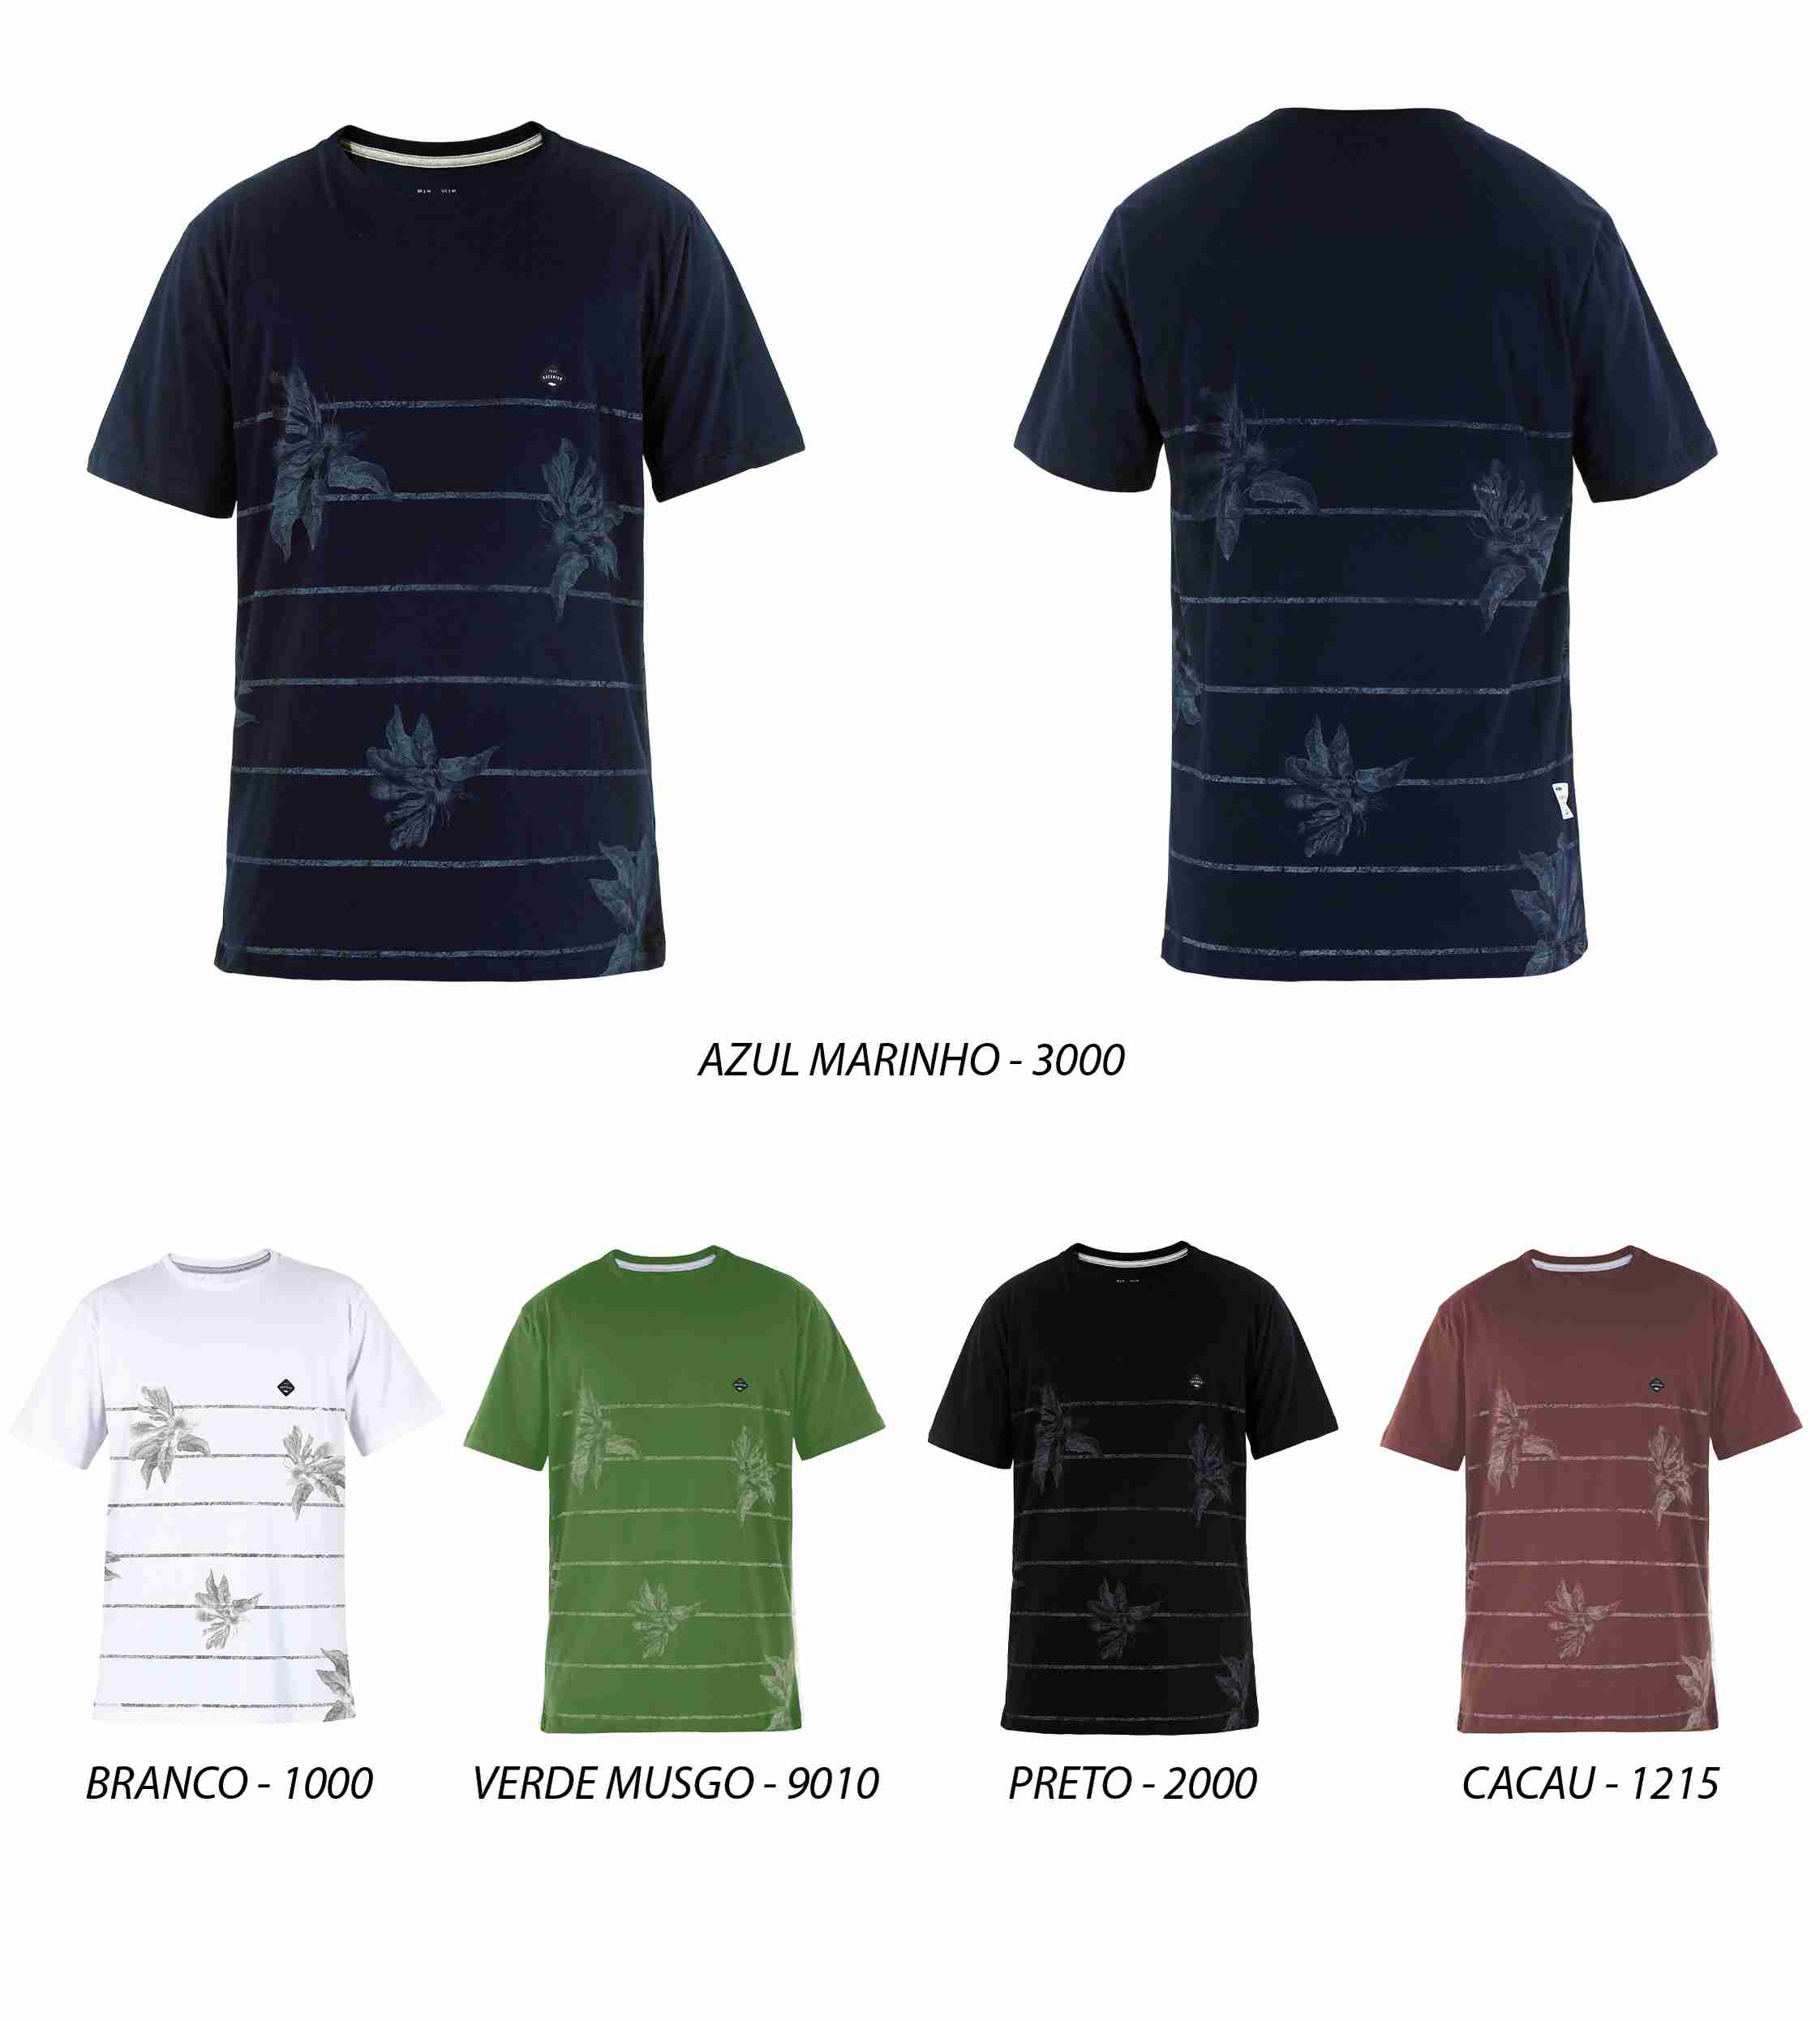 AZUL MARINHO - 3000
BRANCO - 1000
VERDE MUSGO - 9010
PRETO - 2000
CACAU - 1215